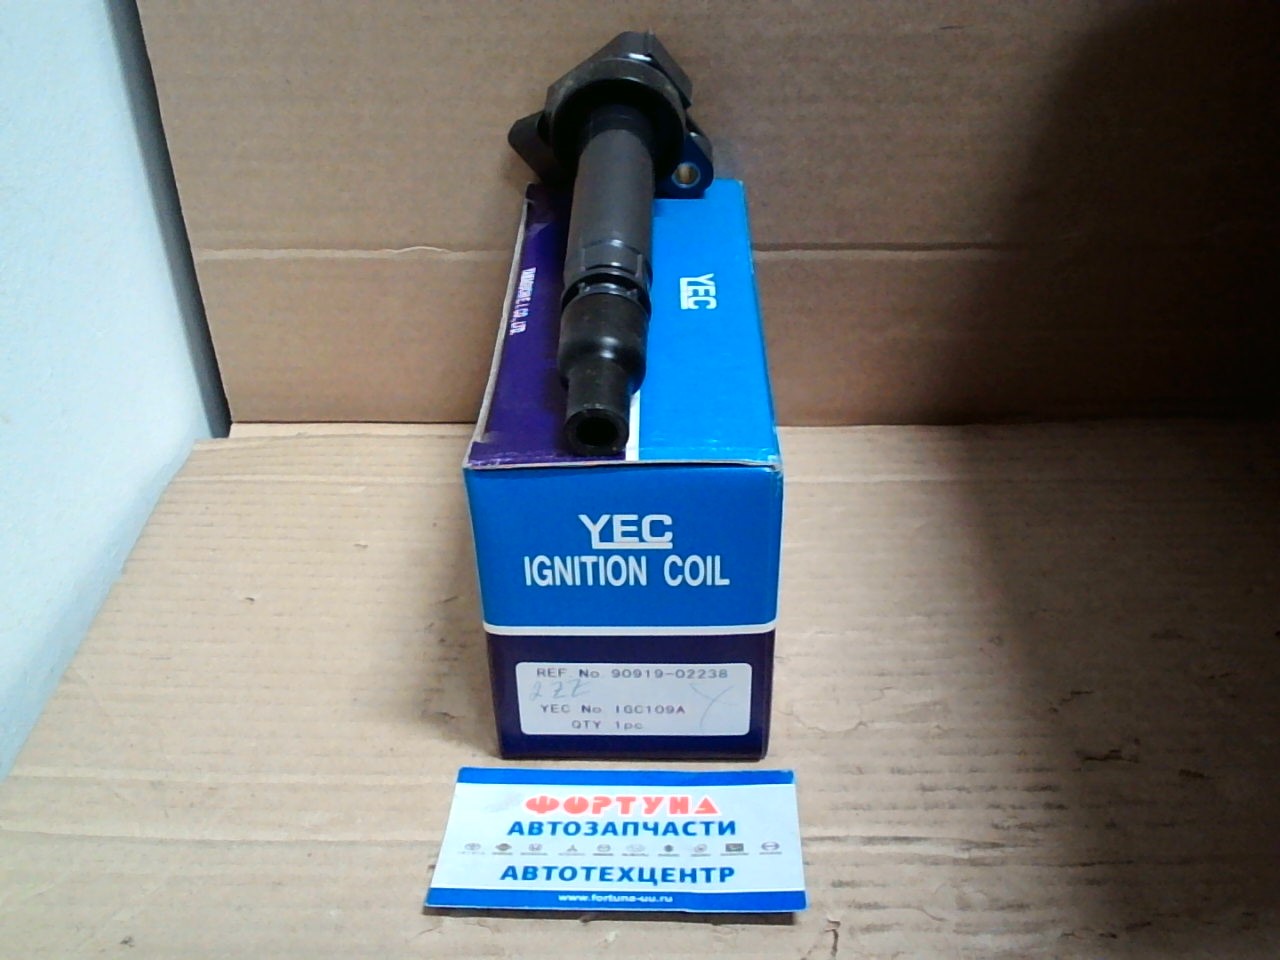 YEC
YEC
IGNITION COIL
REF. No. 90919-02238
2ZZ
YEC No. IGC109A
QTY 1pc
ФОРТУНА
АВТОЗАПЧАСТИ
АВТОТЕХЦЕНТР
www.fortuna-uu.ru